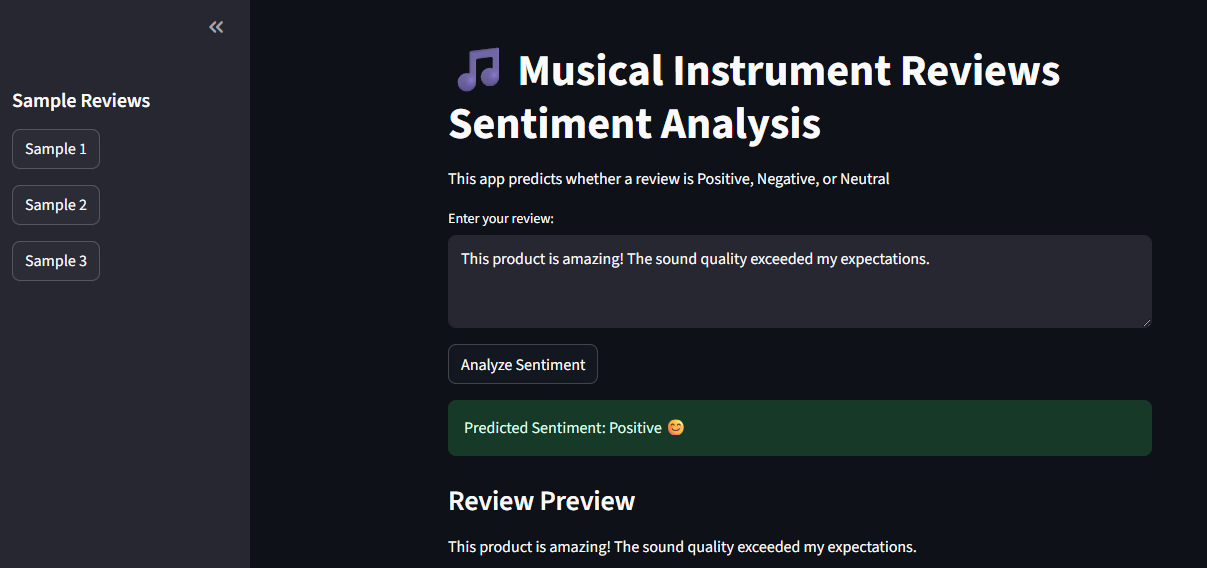 Sample Reviews
Sample 1
Sample 2
Sample 3
🎵 Musical Instrument Reviews
Sentiment Analysis
This app predicts whether a review is Positive, Negative, or Neutral
Enter your review:
This product is amazing! The sound quality exceeded my expectations.
Analyze Sentiment
Predicted Sentiment: Positive 😊
Review Preview
This product is amazing! The sound quality exceeded my expectations.